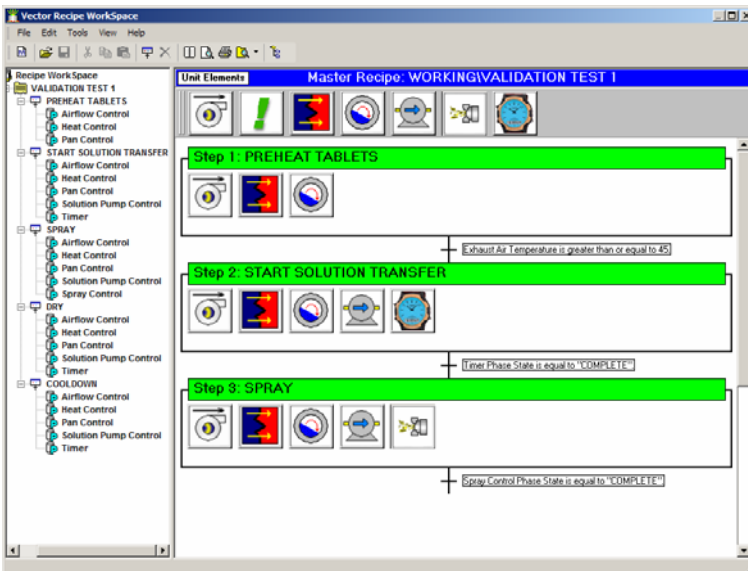 Vector Recipe WorkSpace
File Edit Tools View Help
Recipe WorkSpace
VALIDATION TEST 1
PREHEAT TABLETS
Airflow Control
Heat Control
Pan Control
START SOLUTION TRANSFER
Airflow Control
Heat Control
Pan Control
Solution Pump Control
Timer
SPRAY
Airflow Control
Heat Control
Pan Control
Solution Pump Control
Spray Control
DRY
Airflow Control
Heat Control
Pan Control
Solution Pump Control
Timer
COOLDOWN
Airflow Control
Heat Control
Pan Control
Solution Pump Control
Timer
Unit Elements
Master Recipe: WORKING\VALIDATION TEST 1
Step 1: PREHEAT TABLETS
Exhaust Air Temperature is greater than or equal to 45;
Step 2: START SOLUTION TRANSFER
Timer Phase State is equal to "COMPLETE"
Step 3: SPRAY
Spray Control Phase State is equal to "COMPLETE"